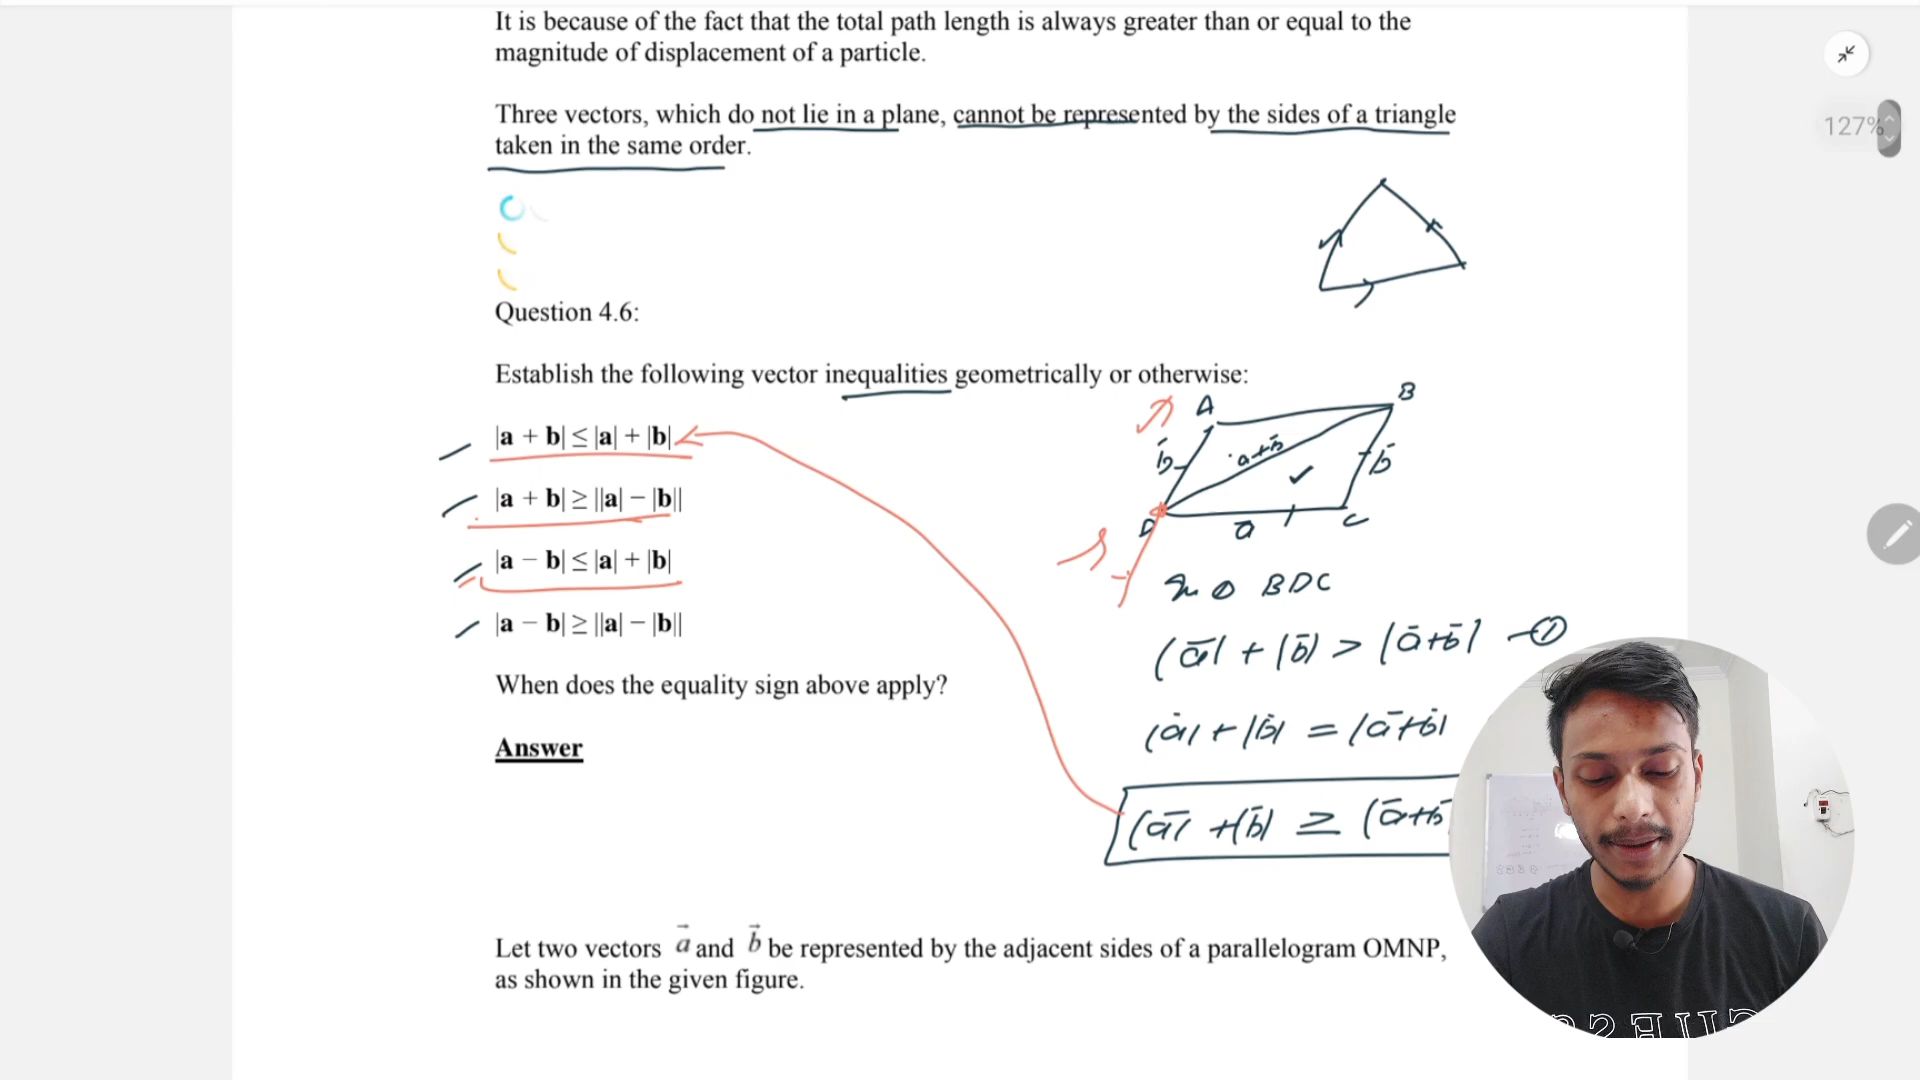 It is because of the fact that the total path length is always greater than or equal to the
magnitude of displacement of a particle.
127%
Three vectors, which do not lie in a plane, cannot be represented by the sides of a triangle
taken in the same order.
Question 4.6:
Establish the following vector inequalities geometrically or otherwise:
|a + b| ≤ |a| + |b|
|a + b| ≥ ||a| − |b||
|a − b| ≤ |a| + |b|
|a − b| ≥ ||a| − |b||
When does the equality sign above apply?
Answer
A
B
b̄
a+b̄
b̄
D
ā
C
BDC
|ā| + |b̄| > |ā+b̄| -①
|ā| + |b̄| = |ā+b̄|
|ā| + |b̄| ≥ |ā+b̄
Let two vectors a⃗ and b⃗ be represented by the adjacent sides of a parallelogram OMNP,
as shown in the given figure.